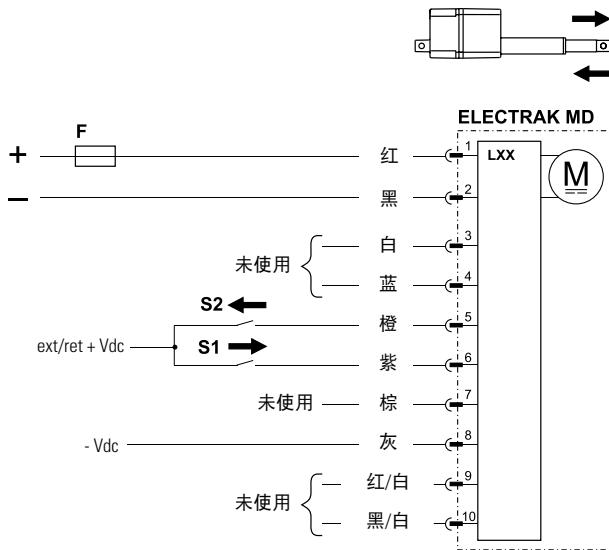 ELECTRAK MD
F
+ 红 1 LXX
M
− 黑 2
白 3
未使用
蓝 4
S2
橙 5
ext/ret + Vdc
S1
紫 6
未使用 棕 7
- Vdc 灰 8
红/白 9
未使用
黑/白 10